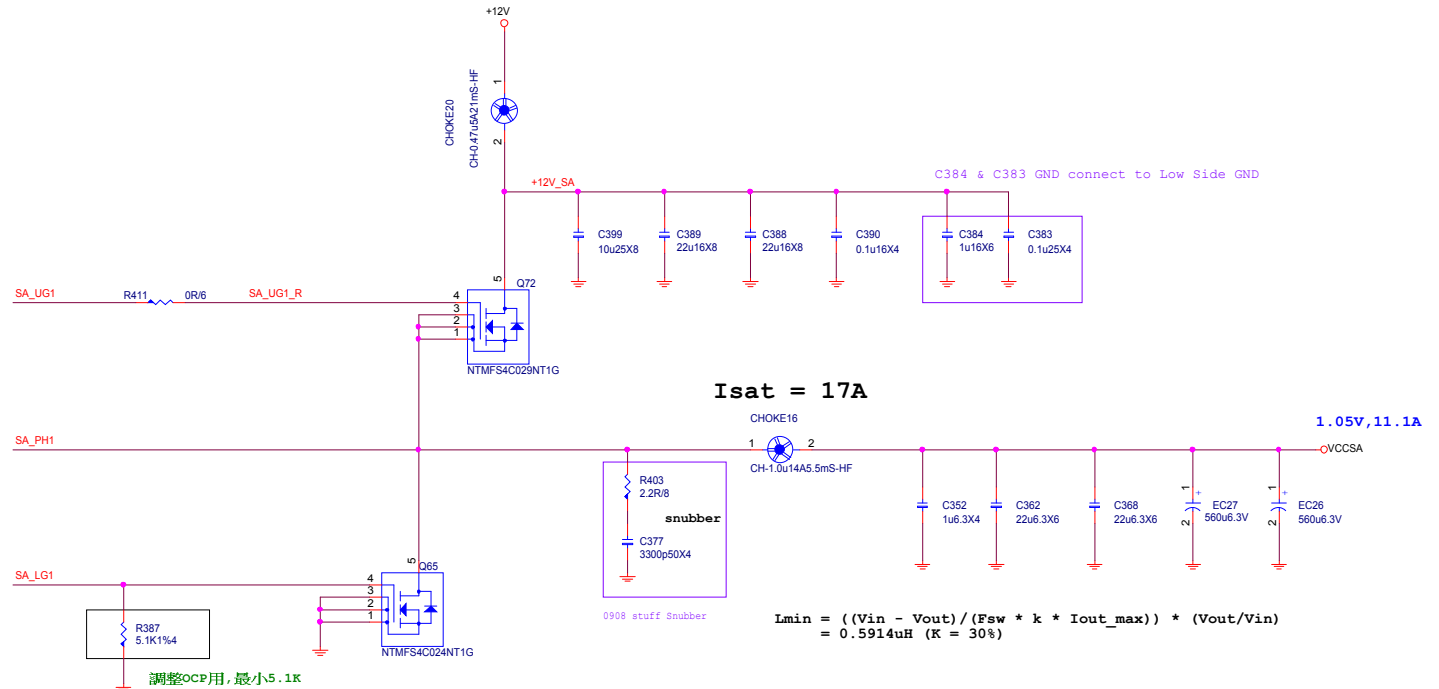 +12V
1
CHOKE20
CH-0.47u5A21mS-HF
2
+12V_SA
C384 & C383 GND connect to Low Side GND
C399
10u25X8
C389
22u16X8
C388
22u16X8
C390
0.1u16X4
C384
1u16X6
C383
0.1u25X4
5
Q72
SA_UG1
R411
0R/6
SA_UG1_R
4
3
2
1
NTMFS4C029NT1G
Isat = 17A
CHOKE16
1.05V,11.1A
SA_PH1
1
2
VCCSA
CH-1.0u14A5.5mS-HF
R403
2.2R/8
snubber
C377
3300p50X4
C352
1u6.3X4
C362
22u6.3X6
C368
22u6.3X6
1
+
2
EC27
560u6.3V
1
+
2
EC26
560u6.3V
5
Q65
SA_LG1
4
3
2
1
NTMFS4C024NT1G
0908 stuff Snubber
Lmin = ((Vin - Vout)/(Fsw * k * Iout_max)) * (Vout/Vin)
= 0.5914uH (K = 30%)
R387
5.1K1%4
調整OCP用,最小5.1K